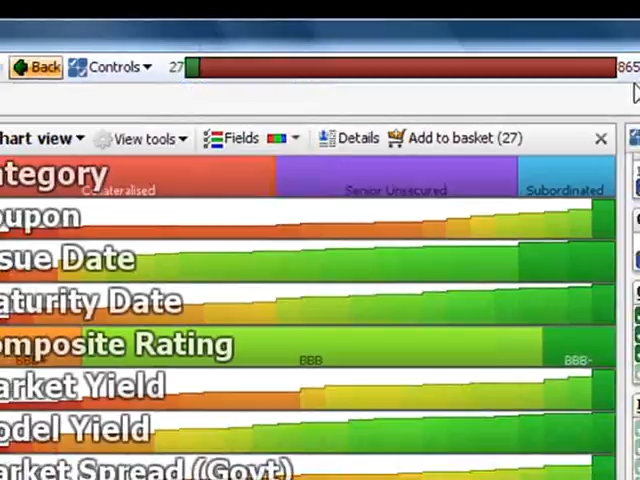 Back Controls 27 865
hart view View tools Fields Details Add to basket (27)
ategory
Collateralised Senior Unsecured Subordinated
oupon
sue Date
aturity Date
omposite Rating
BBB+ BBB BBB-
arket Yield
odel Yield
arket Spread (Govt)